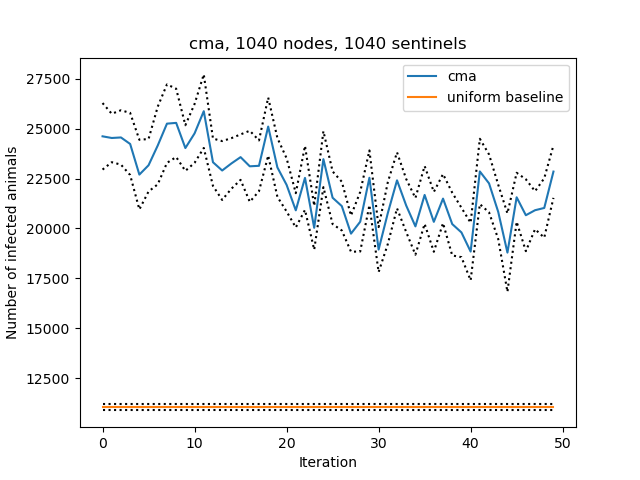 cma, 1040 nodes, 1040 sentinels
cma
uniform baseline
Number of infected animals
27500
25000
22500
20000
17500
15000
12500
0
10
20
30
40
50
Iteration